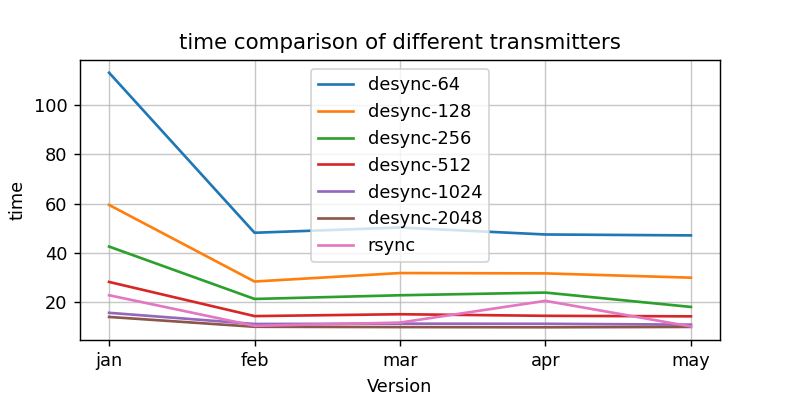 time comparison of different transmitters
time
100
80
60
40
20
desync-64
desync-128
desync-256
desync-512
desync-1024
desync-2048
rsync
jan
feb
mar
apr
may
Version